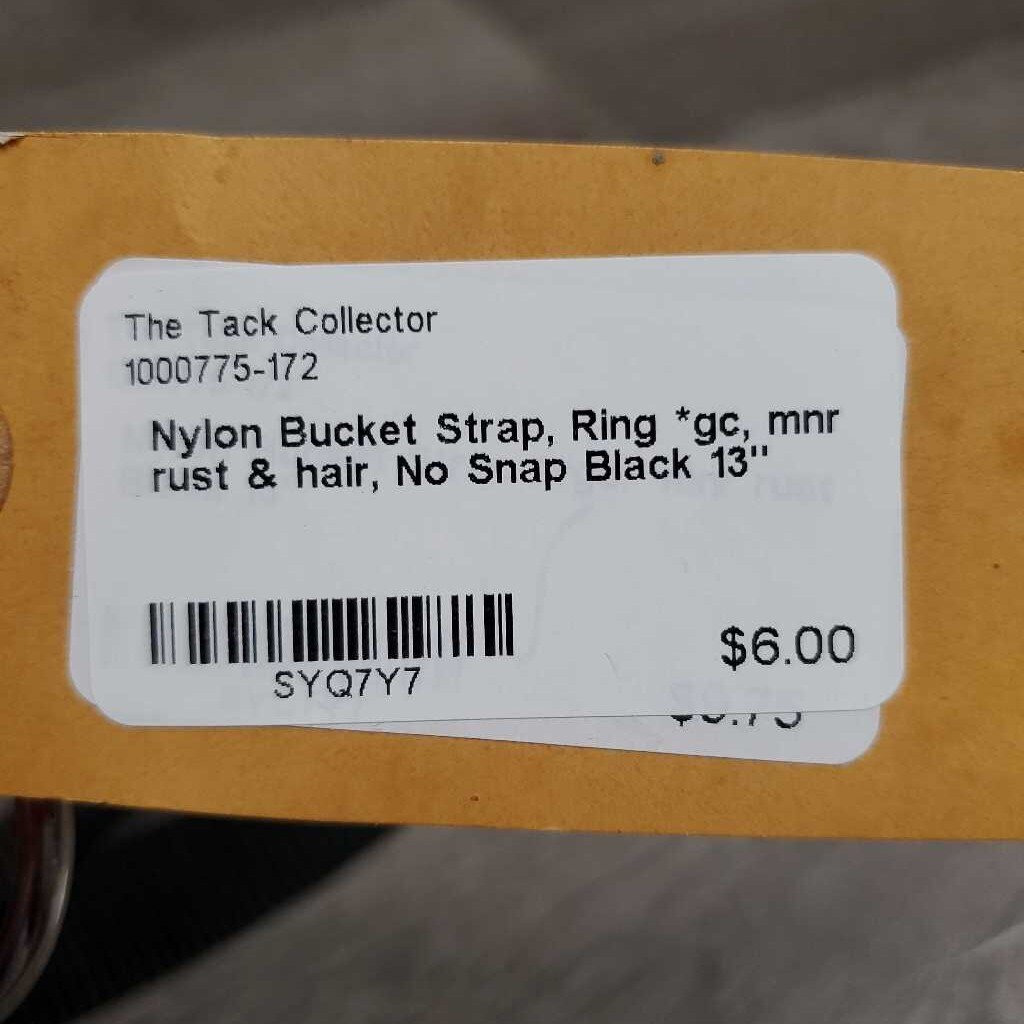 The Tack Collector
1000775-172
Nylon Bucket Strap, Ring *gc, mnr
rust & hair, No Snap Black 13"
SYQ7Y7
$6.00